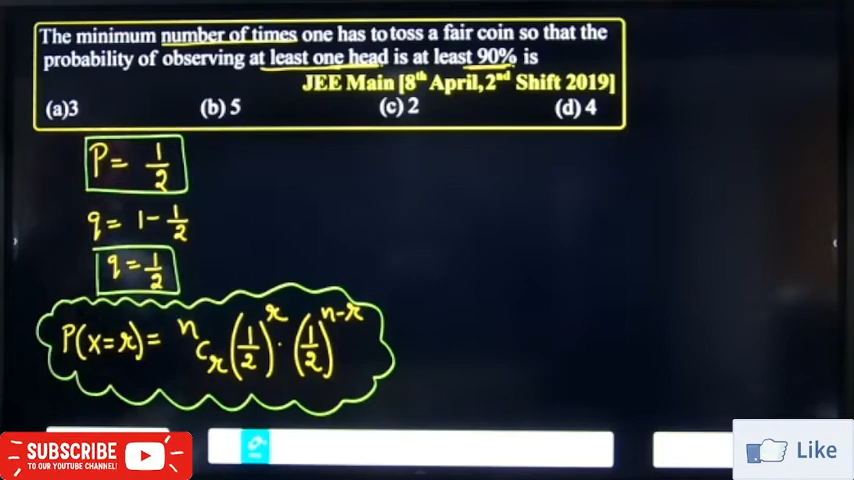 The minimum number of times one has to toss a fair coin so that the
probability of observing at least one head is at least 90% is
JEE Main [8th April, 2nd Shift 2019]
(a)3 (b) 5 (c) 2 (d) 4
P = 1/2
q = 1 - 1/2
q = 1/2
P(x=r) = nCr (1/2)^r . (1/2)^n-r
SUBSCRIBE
TO OUR YOUTUBE CHANNEL!
Like